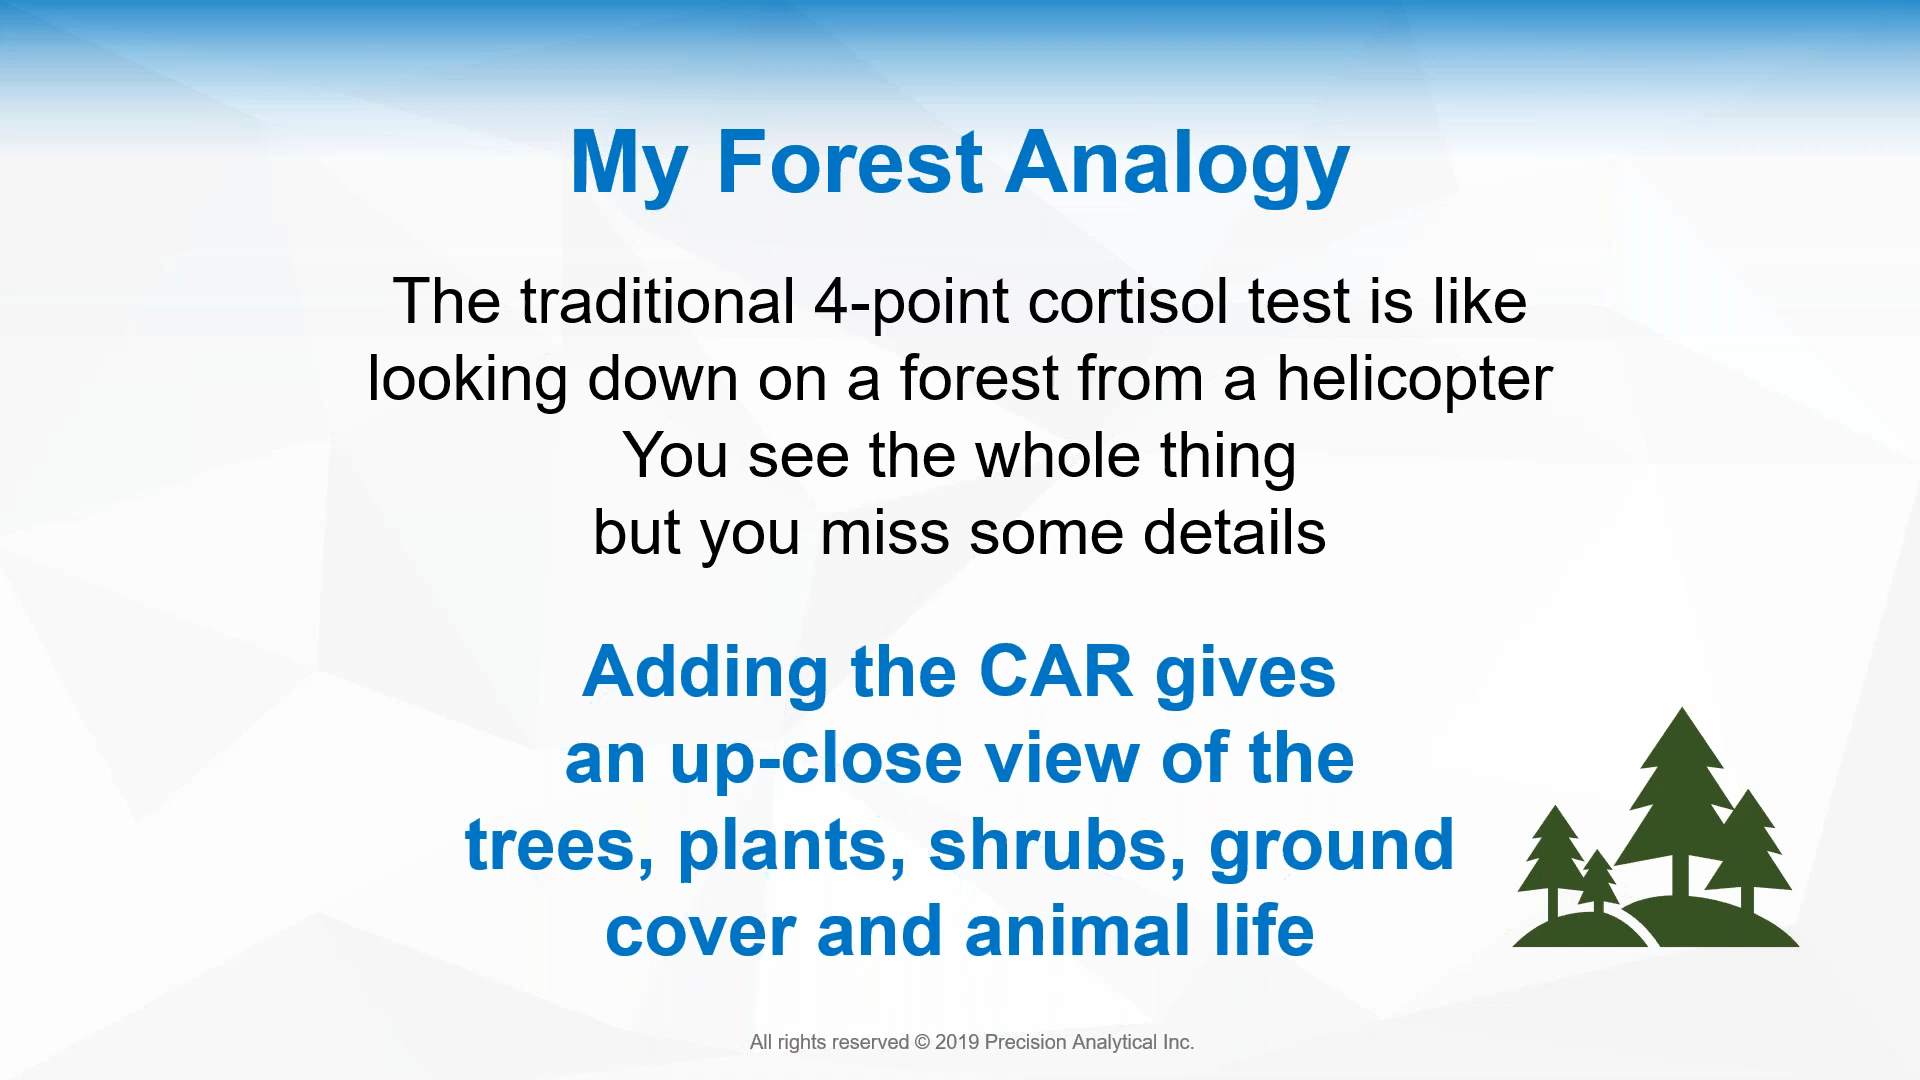 My Forest Analogy
The traditional 4-point cortisol test is like
looking down on a forest from a helicopter
You see the whole thing
but you miss some details
Adding the CAR gives
an up-close view of the
trees, plants, shrubs, ground
cover and animal life
All rights reserved © 2019 Precision Analytical Inc.